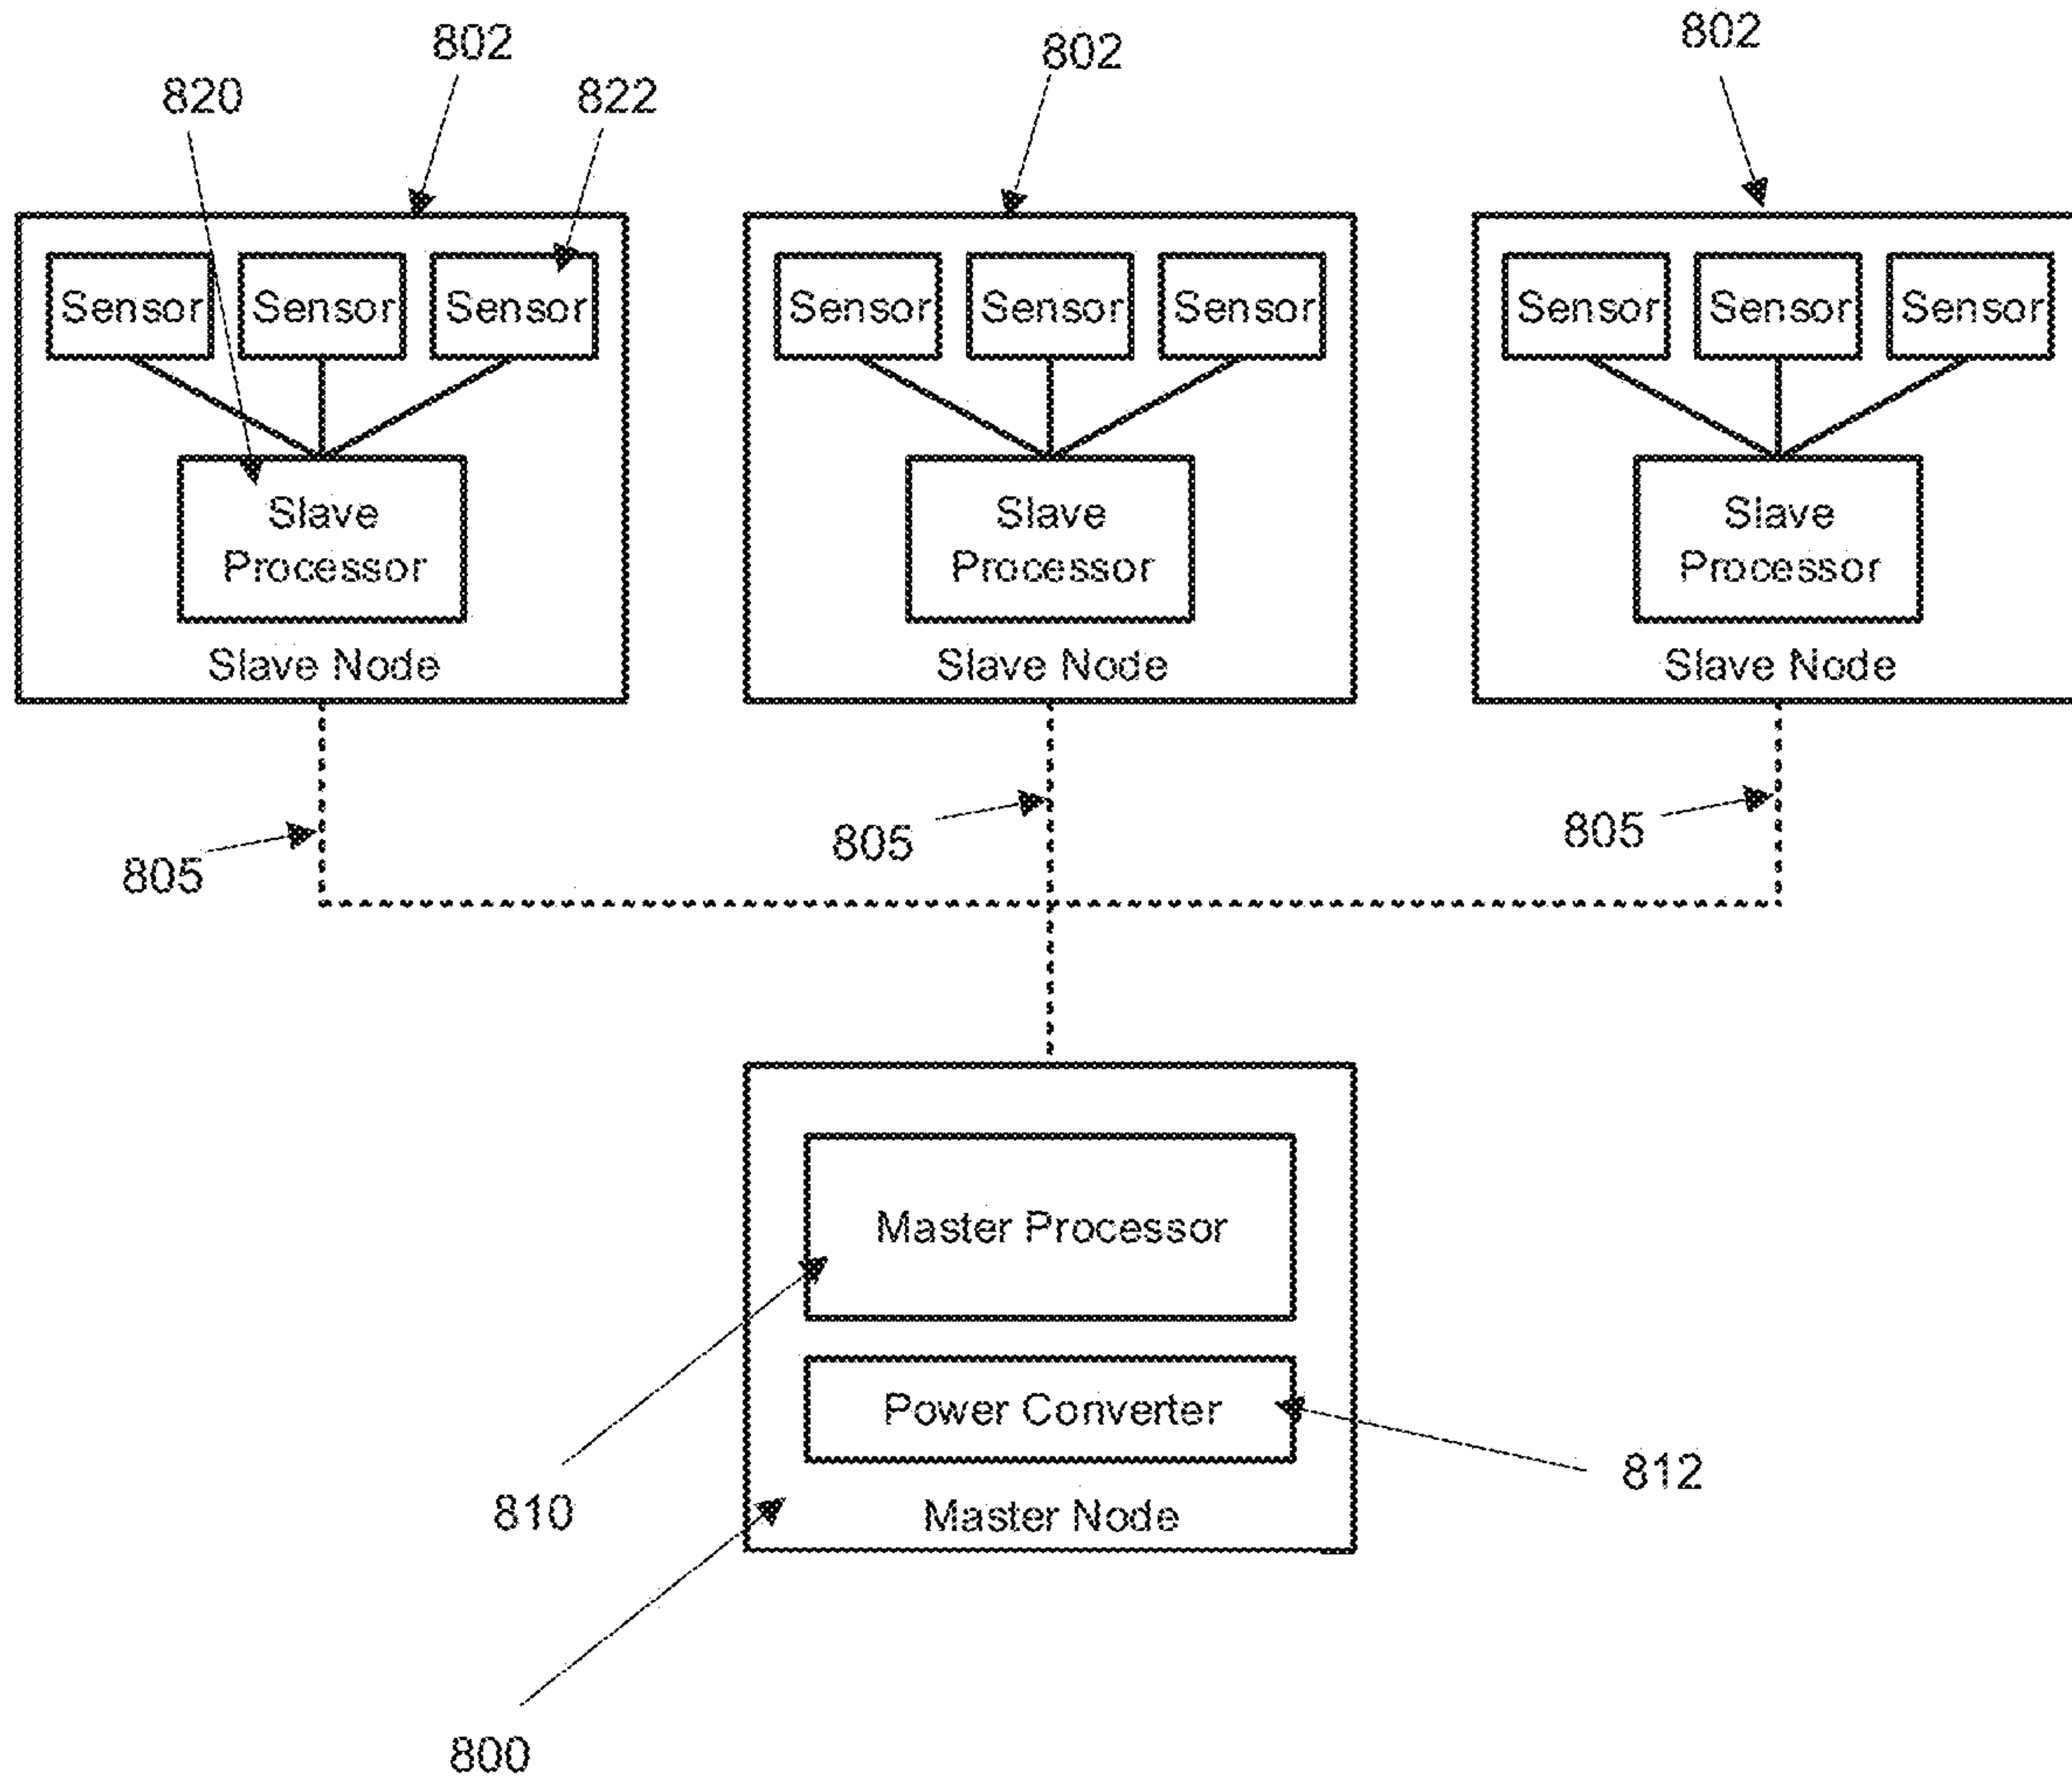 802
802
802
820
822
Sensor Sensor Sensor
Sensor Sensor Sensor
Sensor Sensor Sensor
Slave
Processor
Slave
Processor
Slave
Processor
Slave Node
Slave Node
Slave Node
805
805
805
Master Processor
Power Converter
812
810
Master Node
800